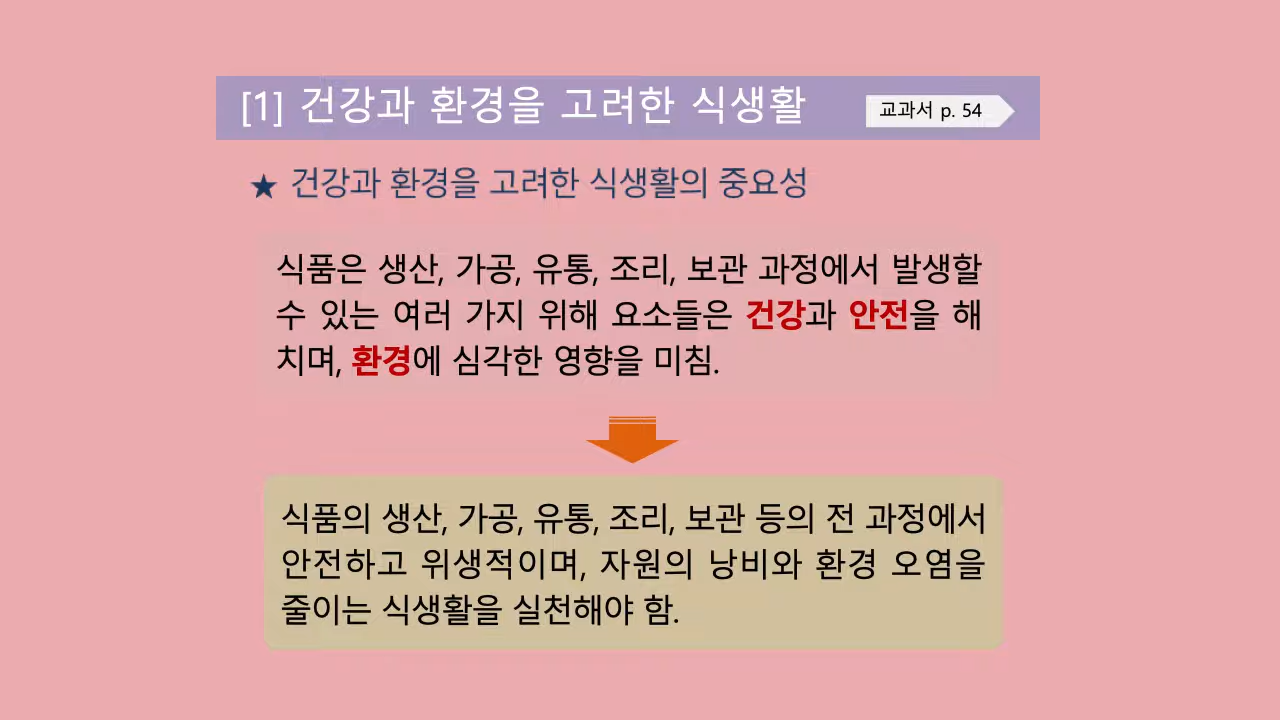 [1] 건강과 환경을 고려한 식생활
교과서 p. 54
★ 건강과 환경을 고려한 식생활의 중요성
식품은 생산, 가공, 유통, 조리, 보관 과정에서 발생할
수 있는 여러 가지 위해 요소들은 건강과 안전을 해
치며, 환경에 심각한 영향을 미침.
식품의 생산, 가공, 유통, 조리, 보관 등의 전 과정에서
안전하고 위생적이며, 자원의 낭비와 환경 오염을
줄이는 식생활을 실천해야 함.